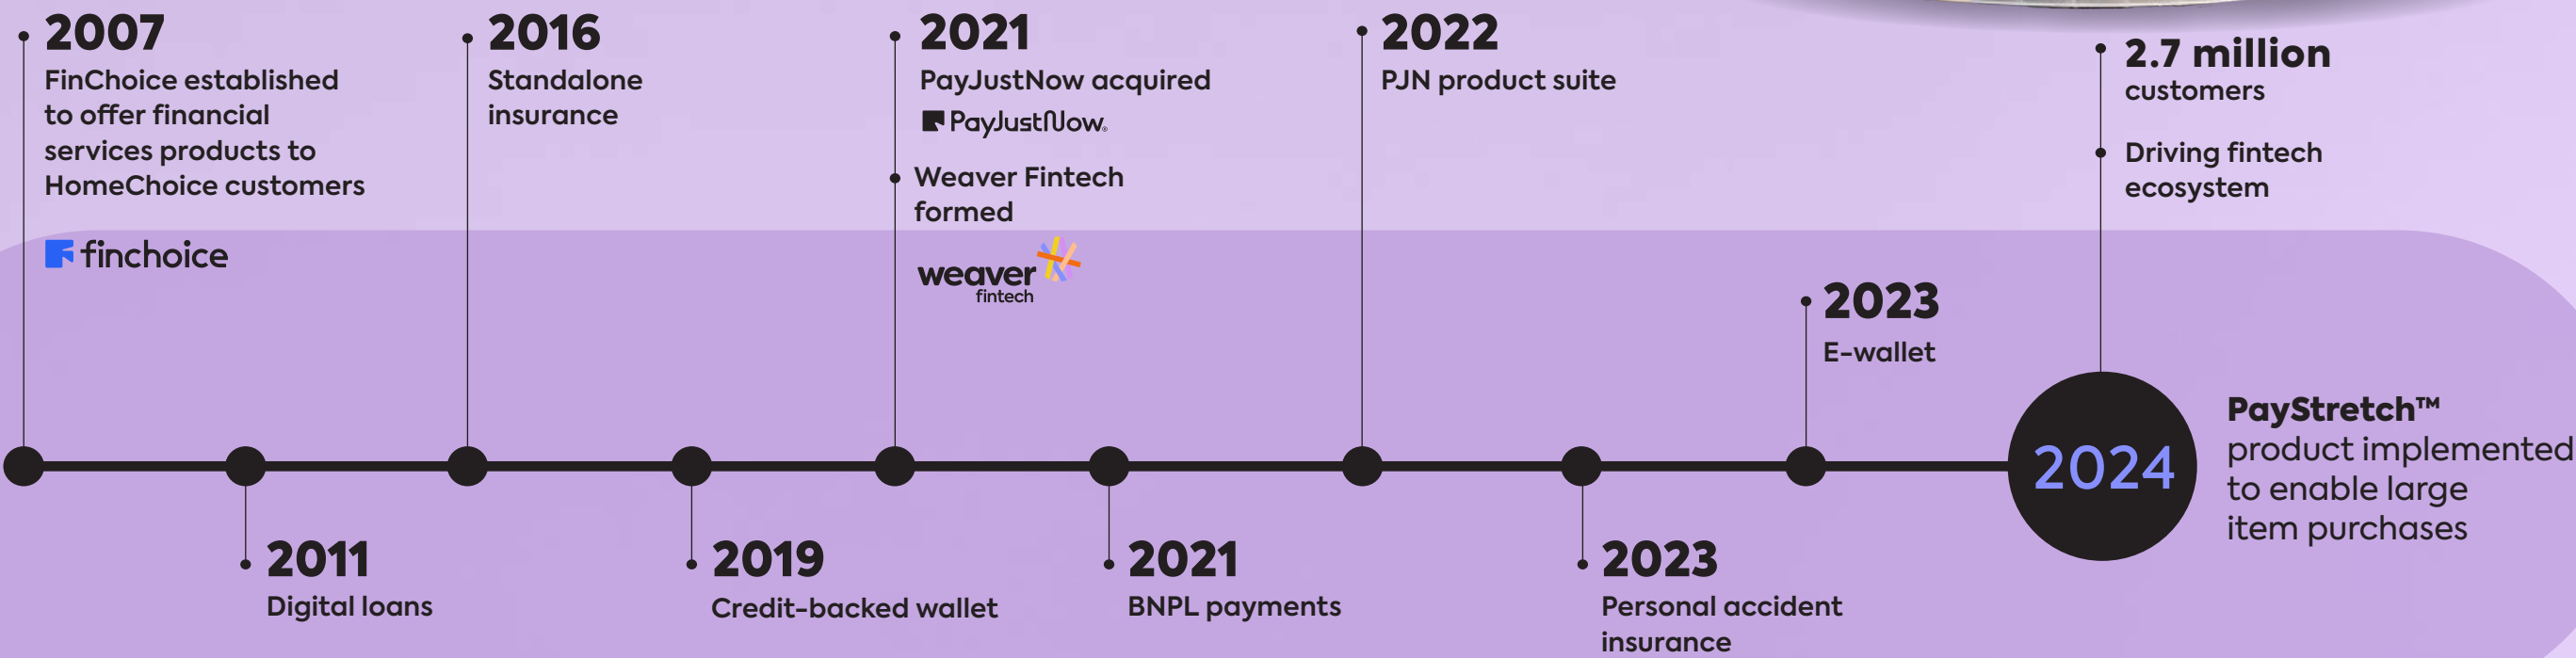 2007
FinChoice established
to offer financial
services products to
HomeChoice customers
finchoice
2011
Digital loans
2016
Standalone
insurance
2019
Credit-backed wallet
2021
PayJustNow acquired
PayJustNow®
Weaver Fintech
formed
weaver
fintech
2021
BNPL payments
2022
PJN product suite
2023
Personal accident
insurance
2023
E-wallet
2024
2.7 million
customers
Driving fintech
ecosystem
PayStretch™
product implemented
to enable large
item purchases